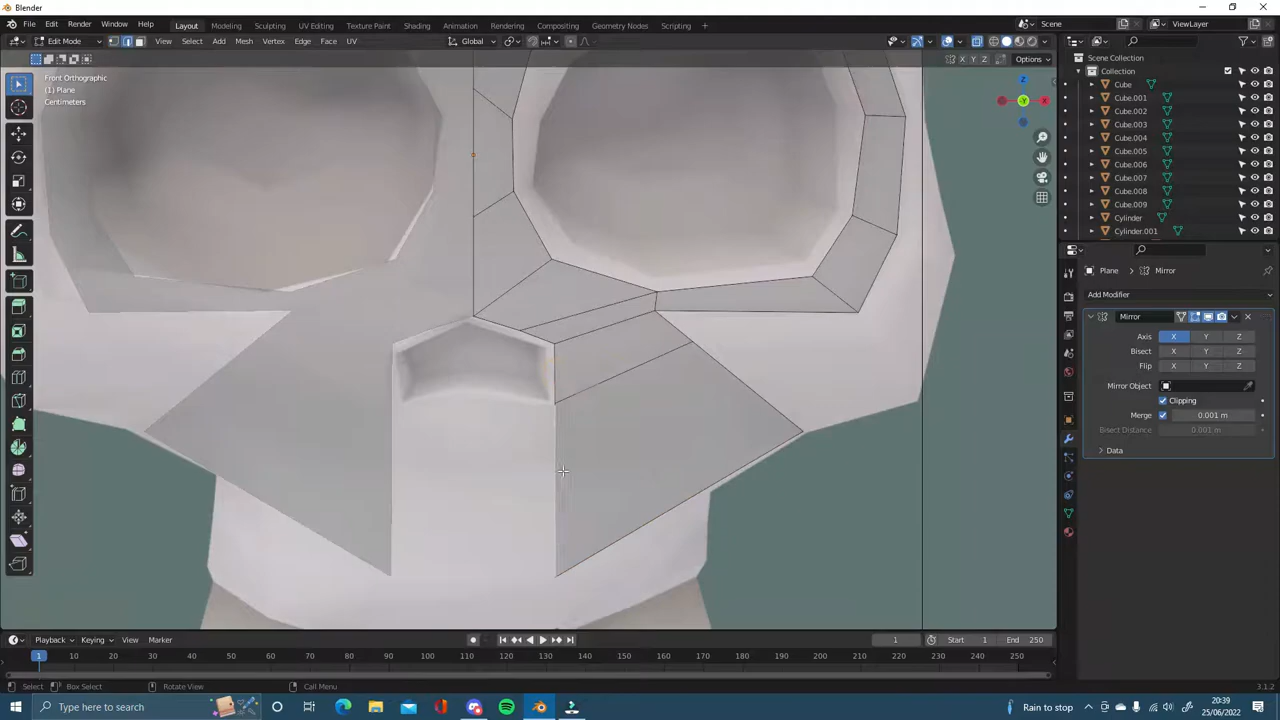 Blender
File Edit Render Window Help Layout Modeling Sculpting UV Editing Texture Paint Shading Animation Rendering Compositing Geometry Nodes Scripting + Scene ViewLayer
Edit Mode View Select Add Mesh Vertex Edge Face UV Global
X Y Z Options
Front Orthographic
(1) Plane
Centimeters
Z
Y
X
Scene Collection
Collection
Cube
Cube.001
Cube.002
Cube.003
Cube.004
Cube.005
Cube.006
Cube.007
Cube.008
Cube.009
Cylinder
Cylinder.001
Plane Mirror
Add Modifier
Mirror
Axis X Y Z
Bisect X Y Z
Flip X Y Z
Mirror Object
Clipping
Merge 0.001 m
Bisect Distance 0.001 m
Data
Playback Keying View Marker 1 Start 1 End 250
1 10 20 30 40 50 60 70 80 90 100 110 120 130 140 150 160 170 180 190 200 210 220 230 240 250
Select Box Select Rotate View Call Menu 3.1.2
Type here to search Rain to stop 20:39
25/06/2022